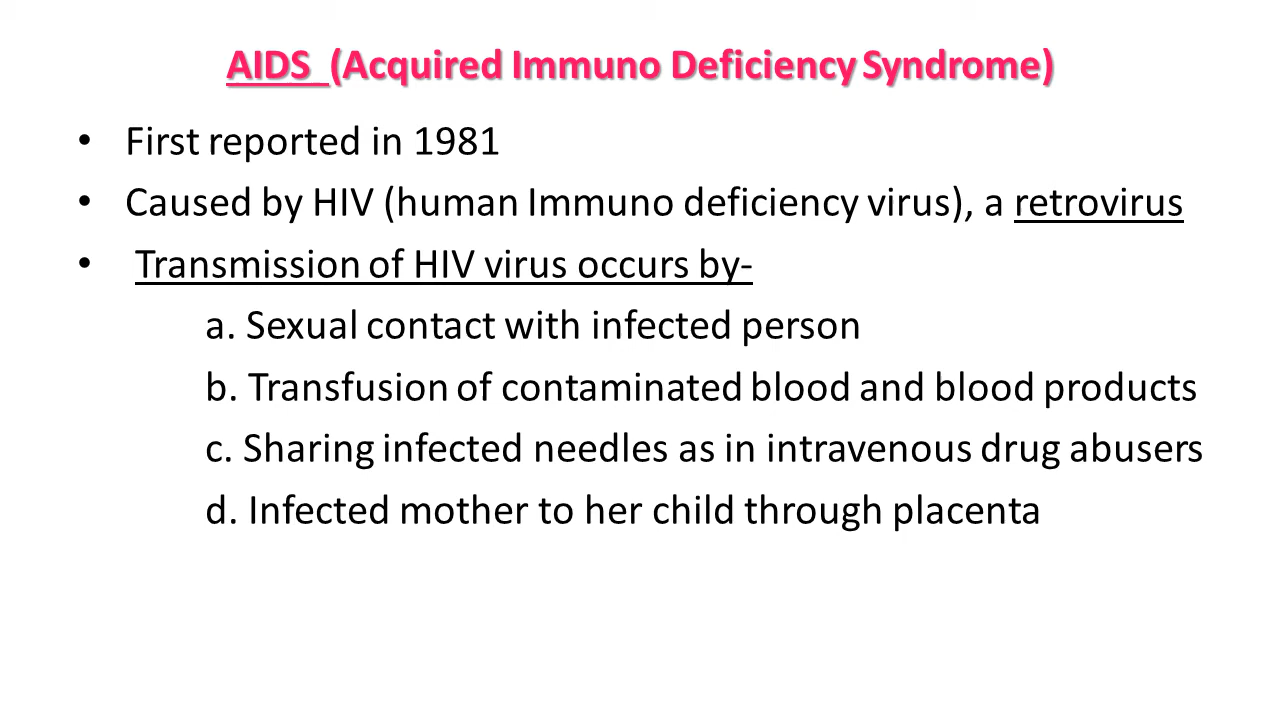 AIDS (Acquired Immuno Deficiency Syndrome)
• First reported in 1981
• Caused by HIV (human Immuno deficiency virus), a retrovirus
• Transmission of HIV virus occurs by-
a. Sexual contact with infected person
b. Transfusion of contaminated blood and blood products
c. Sharing infected needles as in intravenous drug abusers
d. Infected mother to her child through placenta